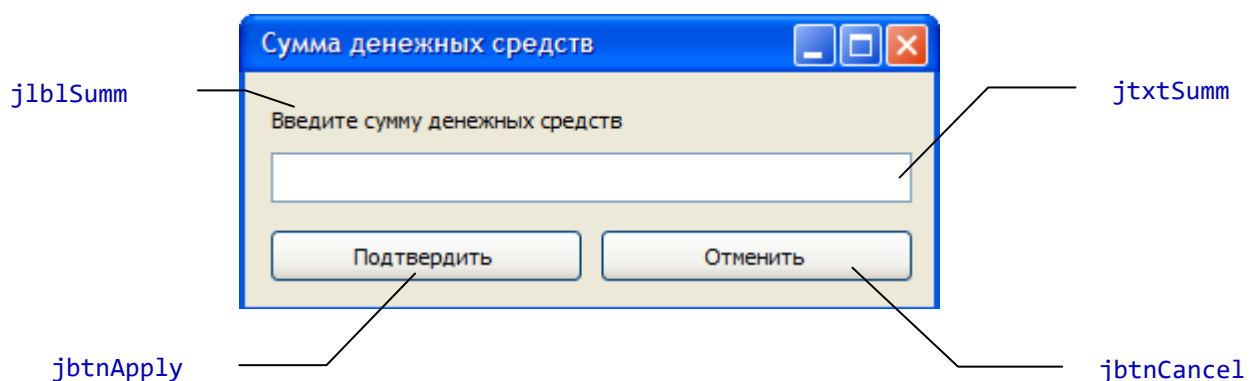 Сумма денежных средств
jlblSumm
jtxtSumm
Введите сумму денежных средств
Подтвердить
Отменить
jbtnApply
jbtnCancel